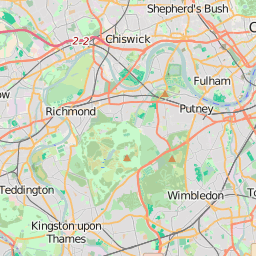 Shepherd's Bush
Chiswick
Fulham
Richmond
Putney
Teddington
Wimbledon
Kingston upon
Thames